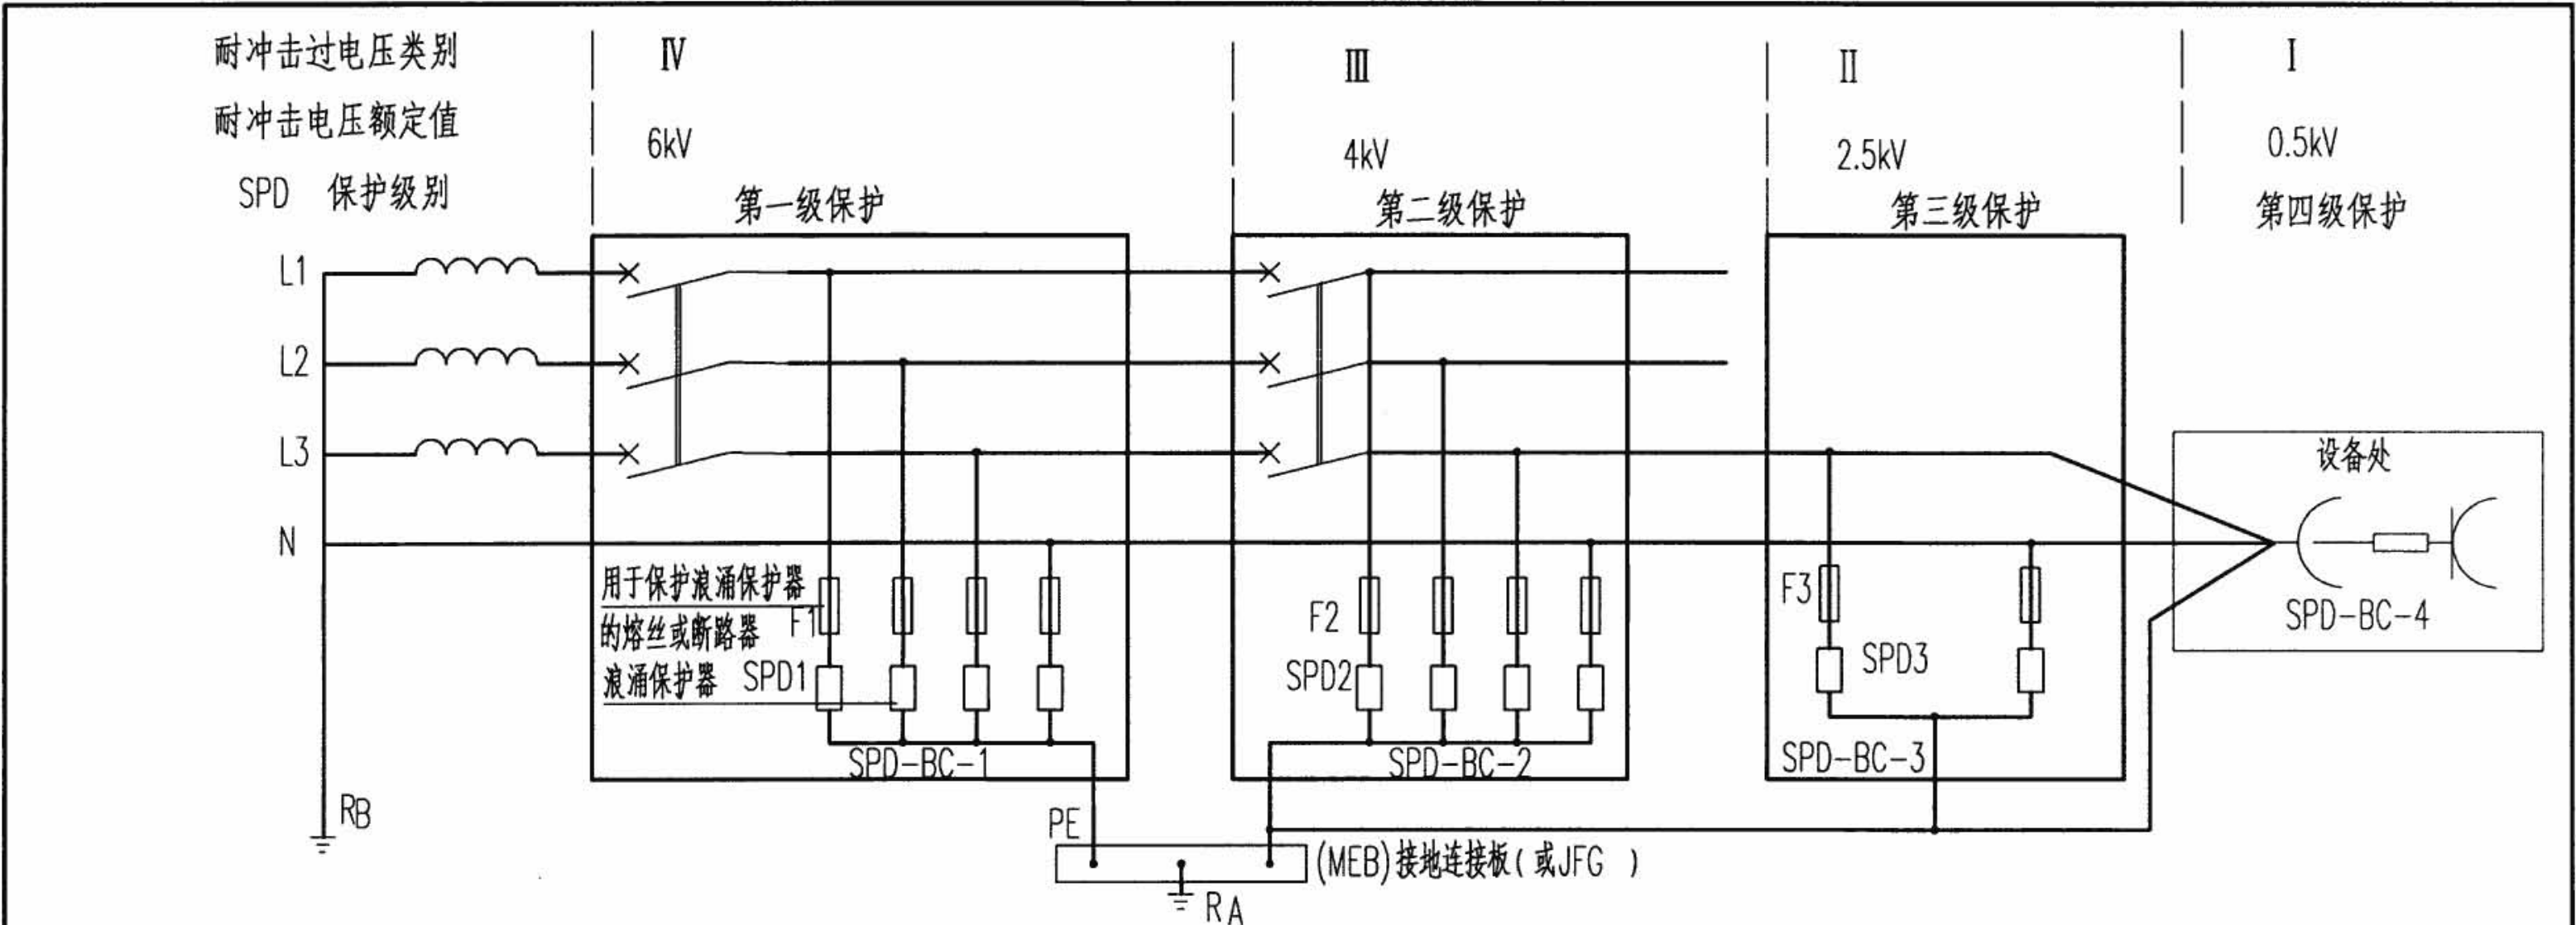 耐冲击过电压类别 Ⅳ Ⅲ Ⅱ Ⅰ
耐冲击电压额定值 6kV 4kV 2.5kV 0.5kV
SPD 保护级别 第一级保护 第二级保护 第三级保护 第四级保护
L1
L2
L3
设备处
N
用于保护浪涌保护器
的熔丝或断路器 F1 F2 F3 SPD-BC-4
浪涌保护器 SPD1 SPD2 SPD3
SPD-BC-1 SPD-BC-2 SPD-BC-3
RB PE
(MEB)接地连接板(或JFG )
RA